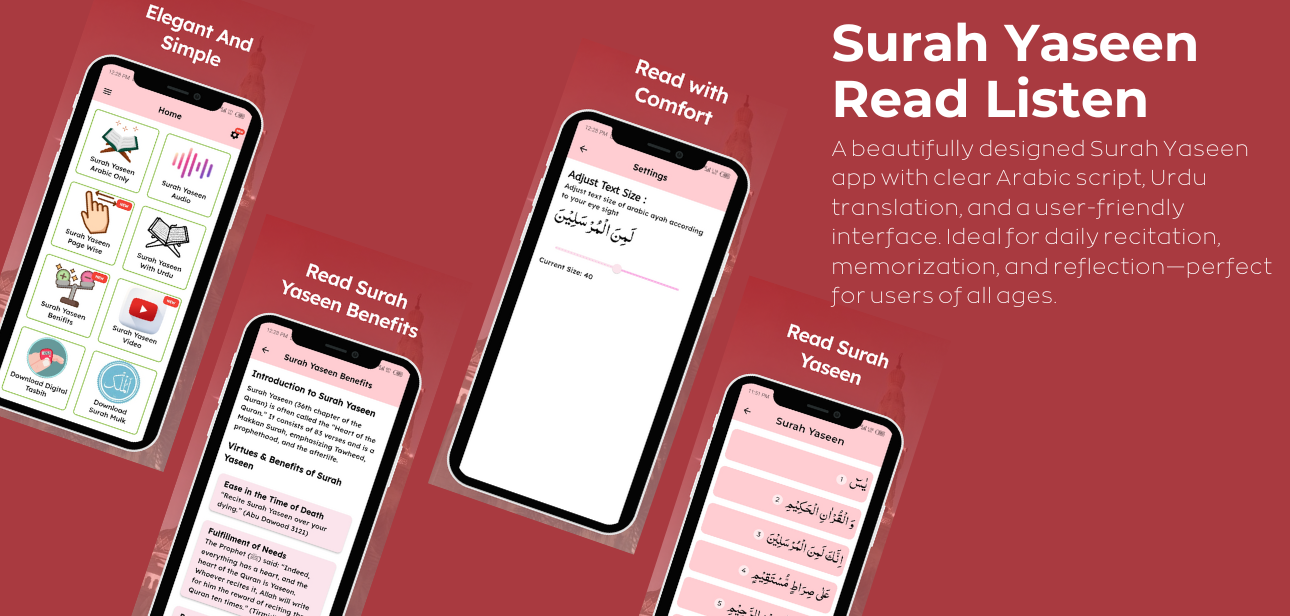 Elegant And
Simple
12:28 PM
Home
Surah Yaseen
Arabic Only
Surah Yaseen
Audio
NEW
Surah Yaseen
Page Wise
Surah Yaseen
With Urdu
NEW
Surah Yaseen
Benifits
NEW
Surah Yaseen
Video
Download Digital
Tasbih
Download
Surah Mulk
Read Surah
Yaseen Benefits
12:28 PM
Surah Yaseen Benefits
Introduction to Surah Yaseen
Surah Yaseen (36th chapter of the
Quran) is often called the "Heart of the
Quran." It consists of 83 verses and is a
Makkan Surah, emphasizing Tawheed,
prophethood, and the afterlife.
Virtues & Benefits of Surah
Yaseen
Ease in the Time of Death
"Recite Surah Yaseen over your
dying." (Abu Dawood 3121)
Fulfillment of Needs
The Prophet (ﷺ) said: "Indeed,
everything has a heart, and the
heart of the Quran is Yaseen.
Whoever recites it, Allah will write
for him the reward of reciting the
Quran ten times."
Read with
Comfort
12:28 PM
Settings
Adjust Text Size :
Adjust text size of arabic ayah according
to your eye sight
لَمِنَ الْمُرْسَلِيْنَ
Current Size: 40
Read Surah
Yaseen
11:51 PM
Surah Yaseen
1 يٰسٓ
2 وَالْقُرْاٰنِ الْحَكِيْمِ
3 اِنَّكَ لَمِنَ الْمُرْسَلِيْنَ
4 عَلٰى صِرَاطٍ مُّسْتَقِيْمٍ
5
Surah Yaseen
Read Listen
A beautifully designed Surah Yaseen
app with clear Arabic script, Urdu
translation, and a user-friendly
interface. Ideal for daily recitation,
memorization, and reflection—perfect
for users of all ages.